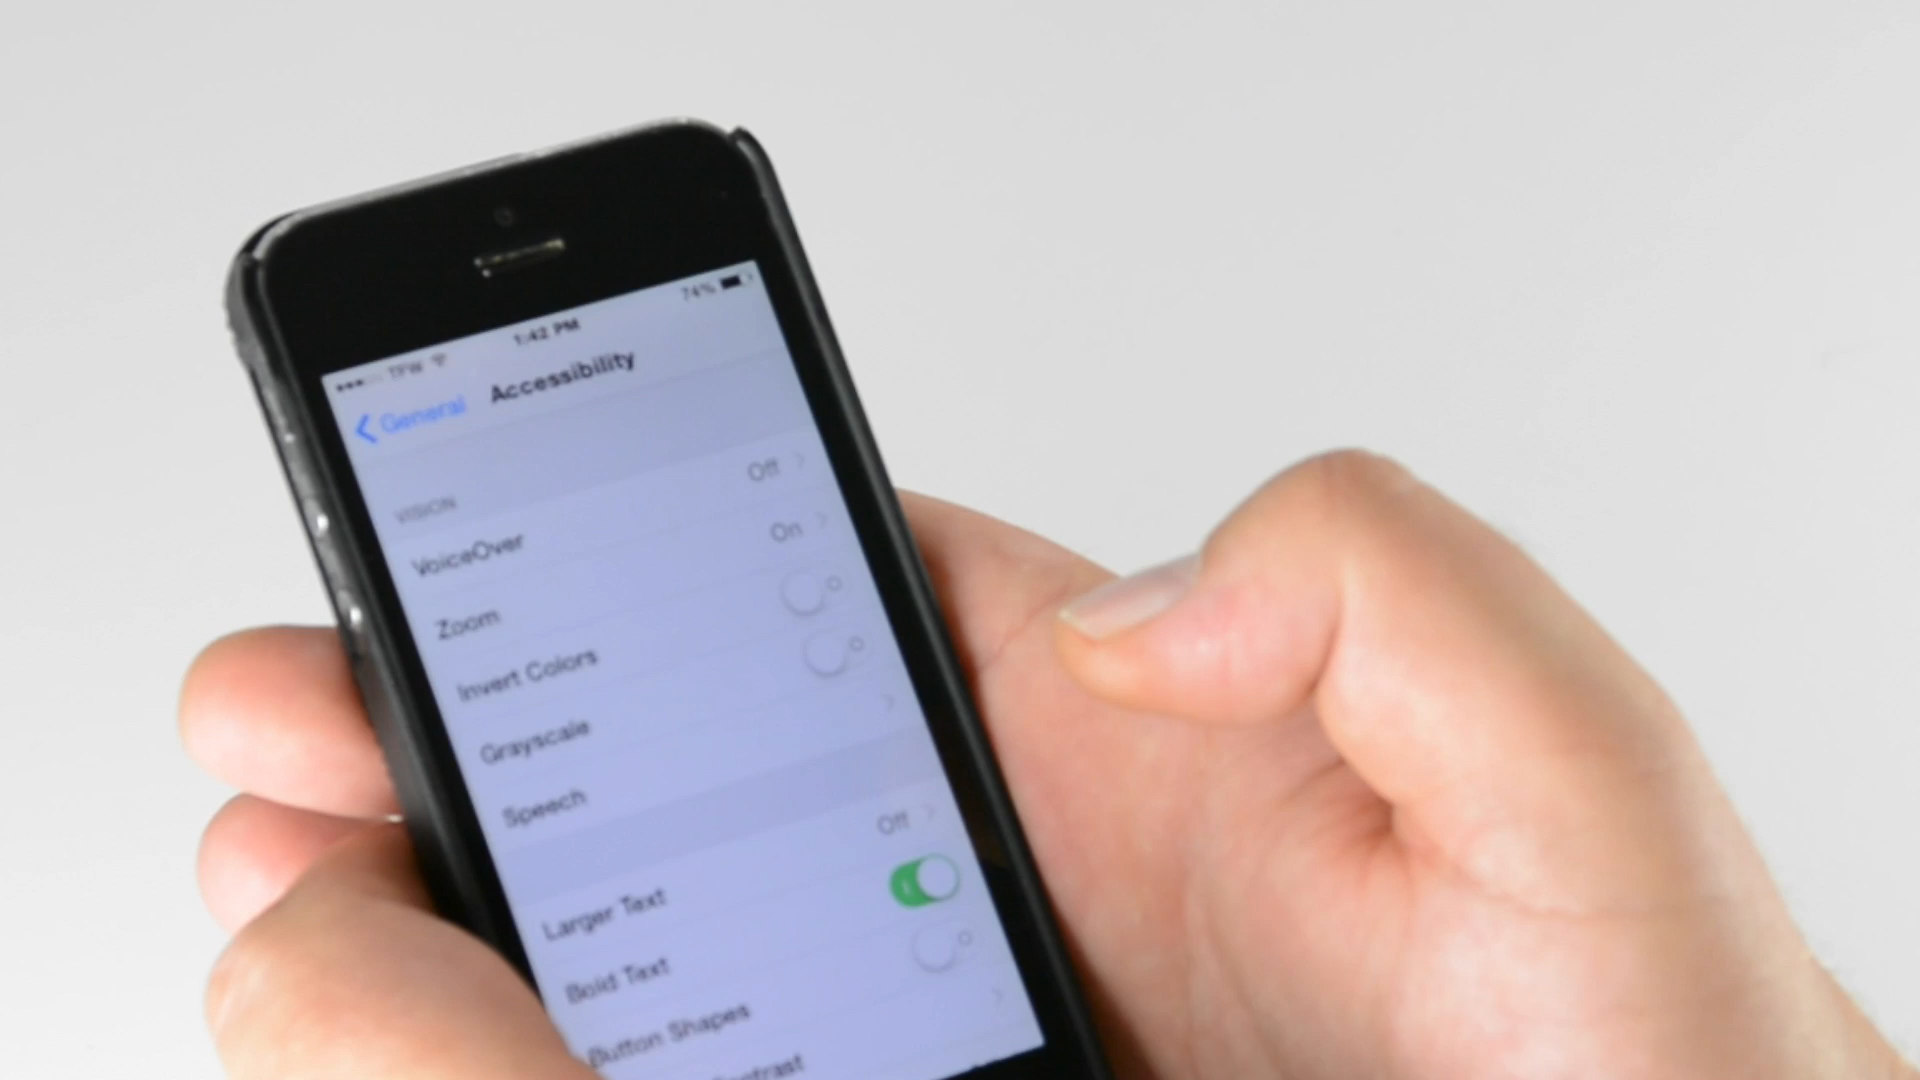 TFW 1:42 PM 74%
General Accessibility
VISION
VoiceOver Off
Zoom On
Invert Colors
Grayscale
Speech
Larger Text Off
Bold Text
Button Shapes